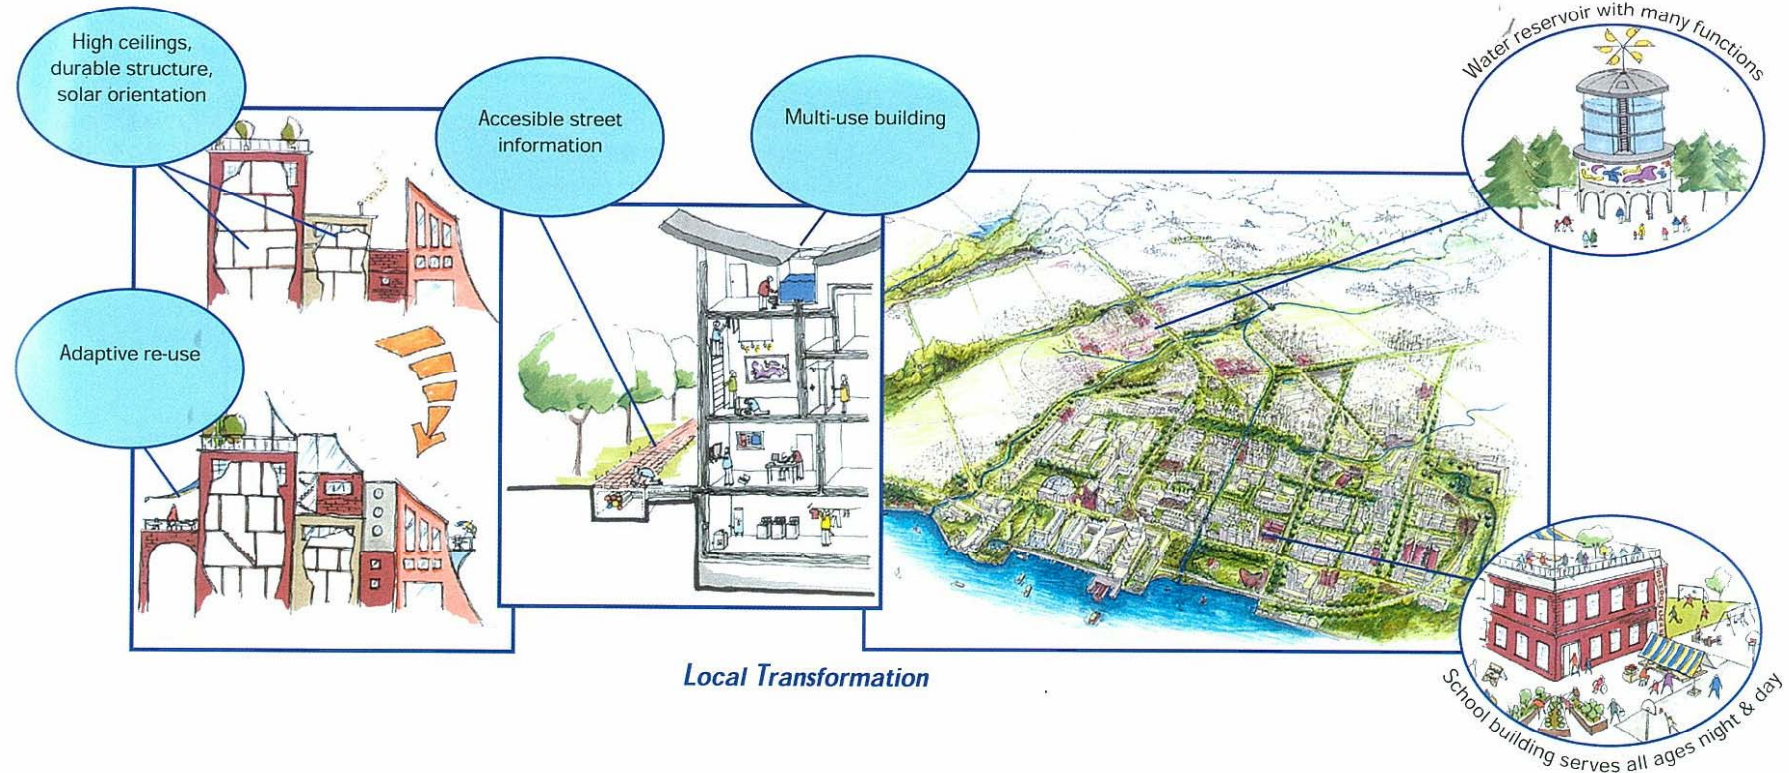 High ceilings,
durable structure,
solar orientation
Accesible street
information
Multi-use building
Water reservoir with many functions
Adaptive re-use
Local Transformation
School building serves all ages night & day